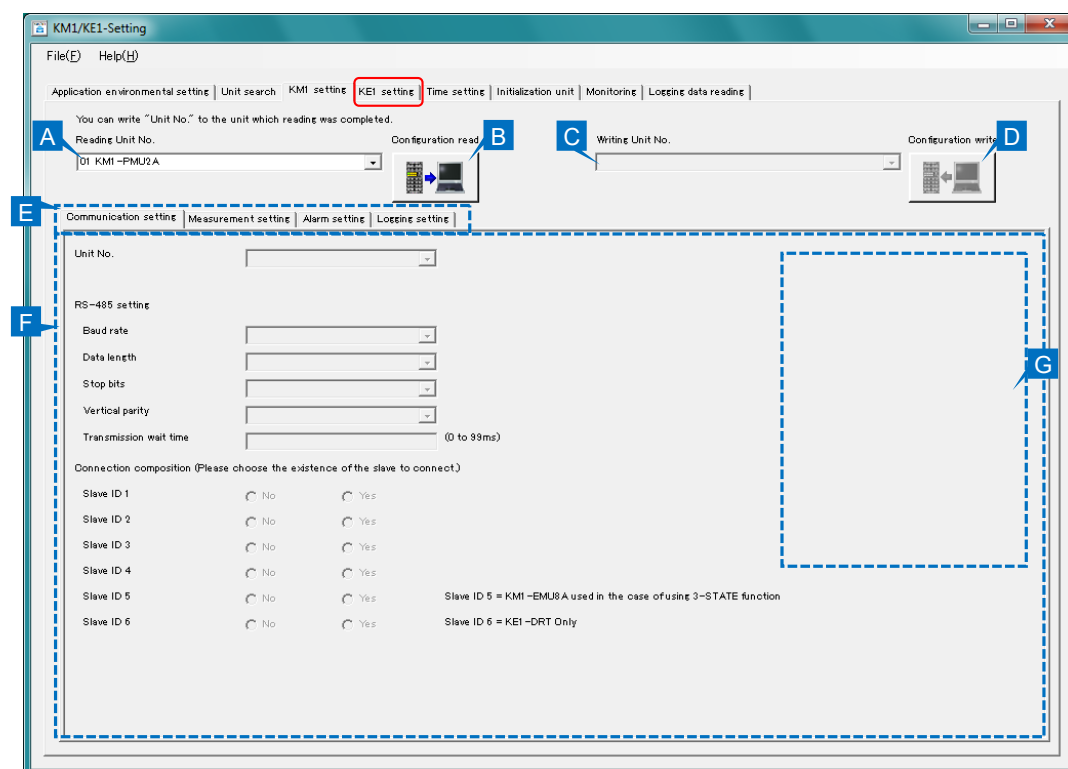 KM1/KE1-Setting
File(F) Help(H)
Application environmental setting Unit search KM1 setting KE1 setting Time setting Initialization unit Monitoring Logging data reading
You can write "Unit No." to the unit which reading was completed.
A B C D
Reading Unit No. Configuration read Writing Unit No. Configuration write
01 KM1-PMU2A
E
Communication setting Measurement setting Alarm setting Logging setting
Unit No.
RS-485 setting
F
Baud rate
Data length
G
Stop bits
Vertical parity
Transmission wait time (0 to 99ms)
Connection composition (Please choose the existence of the slave to connect.)
Slave ID 1 No Yes
Slave ID 2 No Yes
Slave ID 3 No Yes
Slave ID 4 No Yes
Slave ID 5 No Yes Slave ID 5 = KM1-EMU8A used in the case of using 3-STATE function
Slave ID 6 No Yes Slave ID 6 = KE1-DRT Only